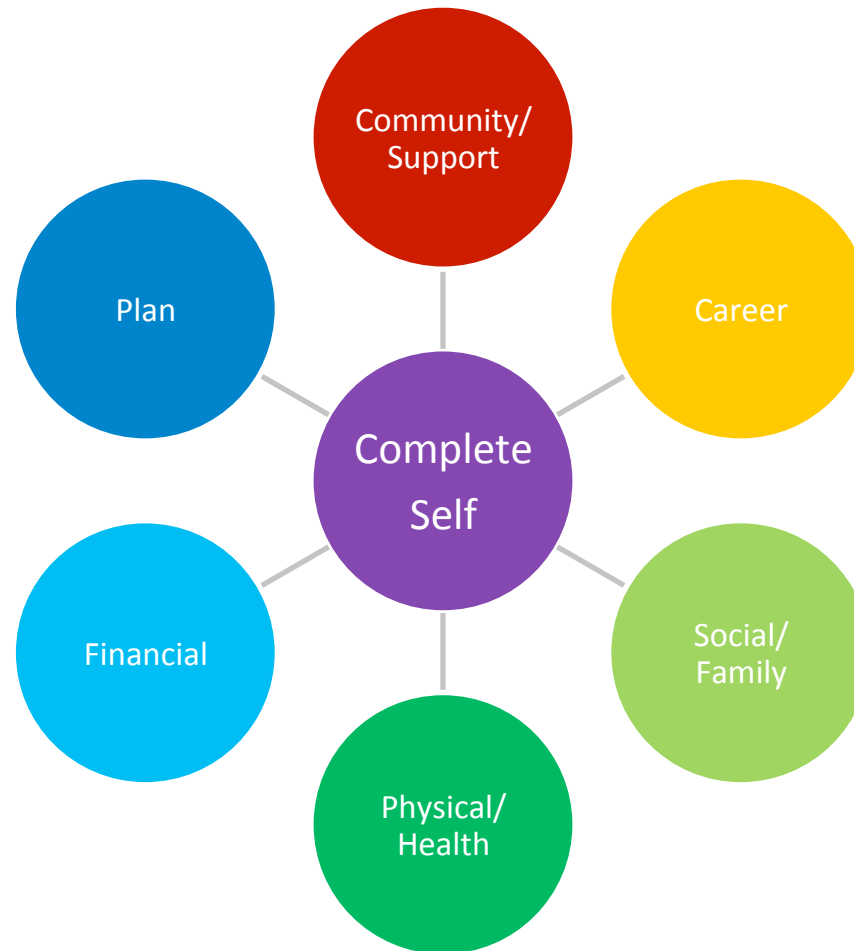 Community/
Support
Career
Social/
Family
Physical/
Health
Financial
Plan
Complete
Self